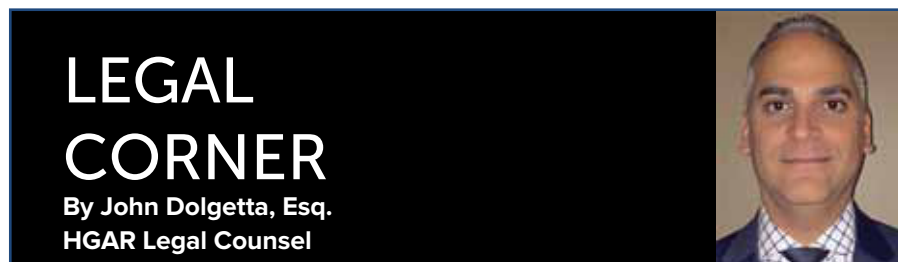 LEGAL
CORNER
By John Dolgetta, Esq.
HGAR Legal Counsel